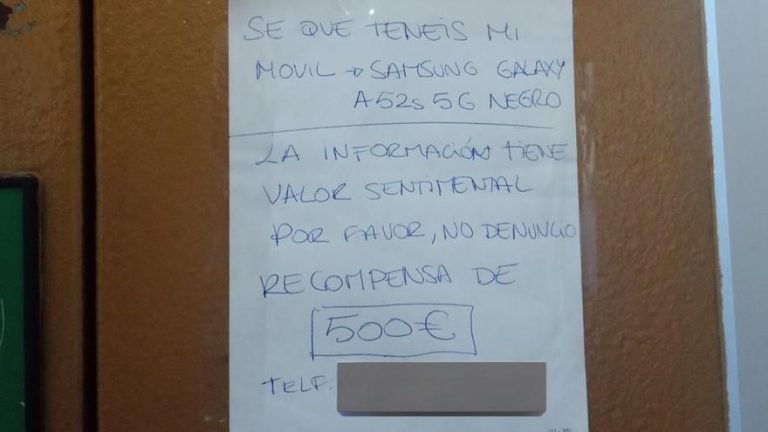 SE QUE TENEIS MI
MOVIL → SAMSUNG GALAXY
A52s 5G NEGRO
LA INFORMACIÓN TIENE
VALOR SENTIMENTAL
POR FAVOR, NO DENUNCIO
RECOMPENSA DE
500€
TELF: